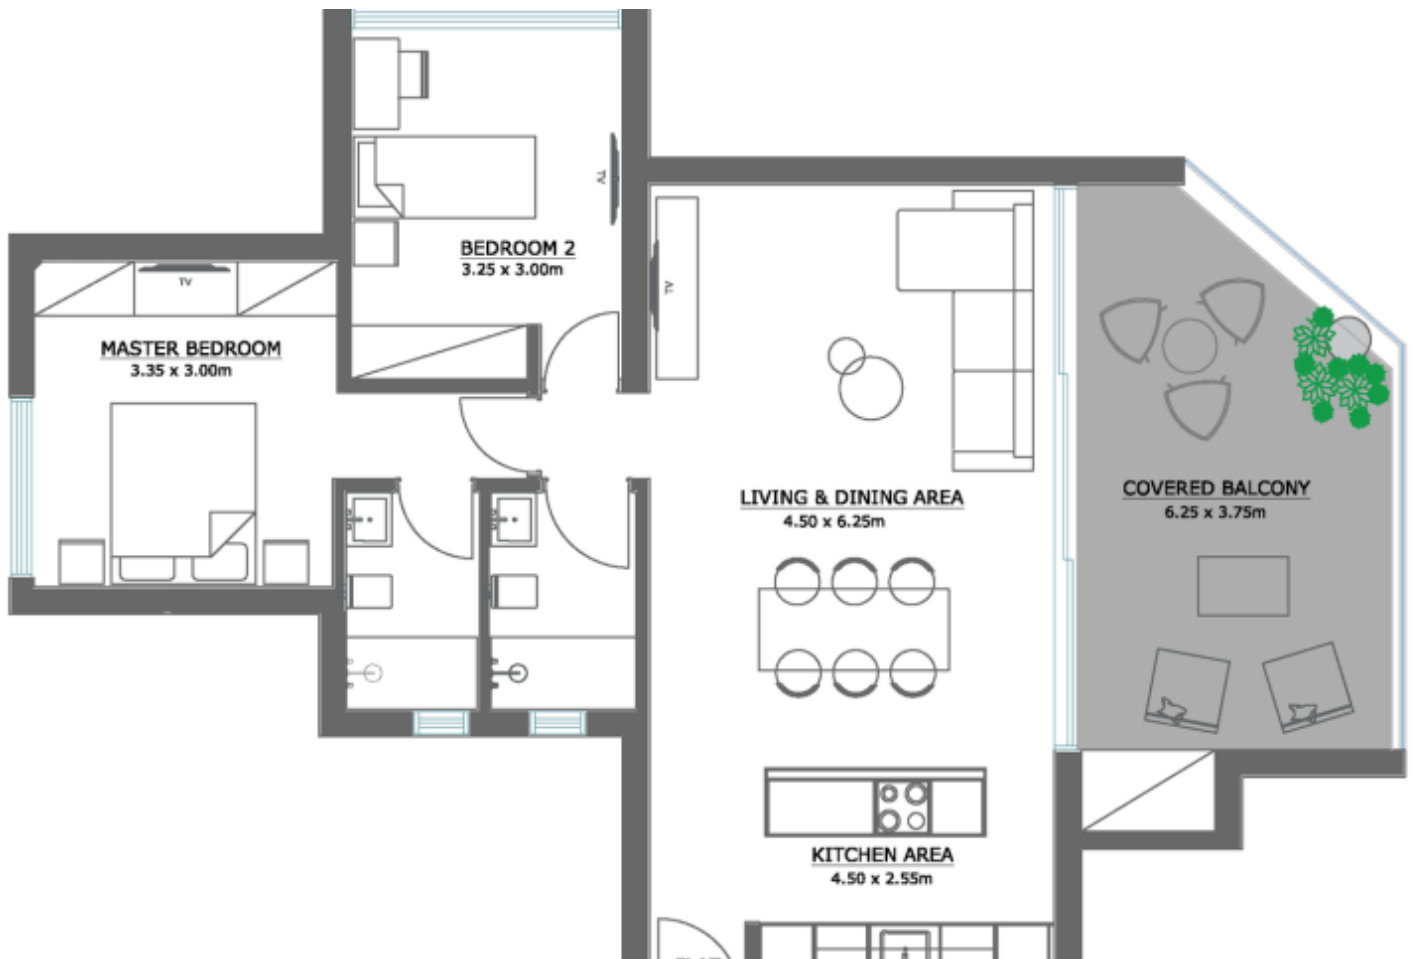 TV
BEDROOM 2
3.25 x 3.00m
TV
TV
MASTER BEDROOM
3.35 x 3.00m
LIVING & DINING AREA
4.50 x 6.25m
COVERED BALCONY
6.25 x 3.75m
KITCHEN AREA
4.50 x 2.55m